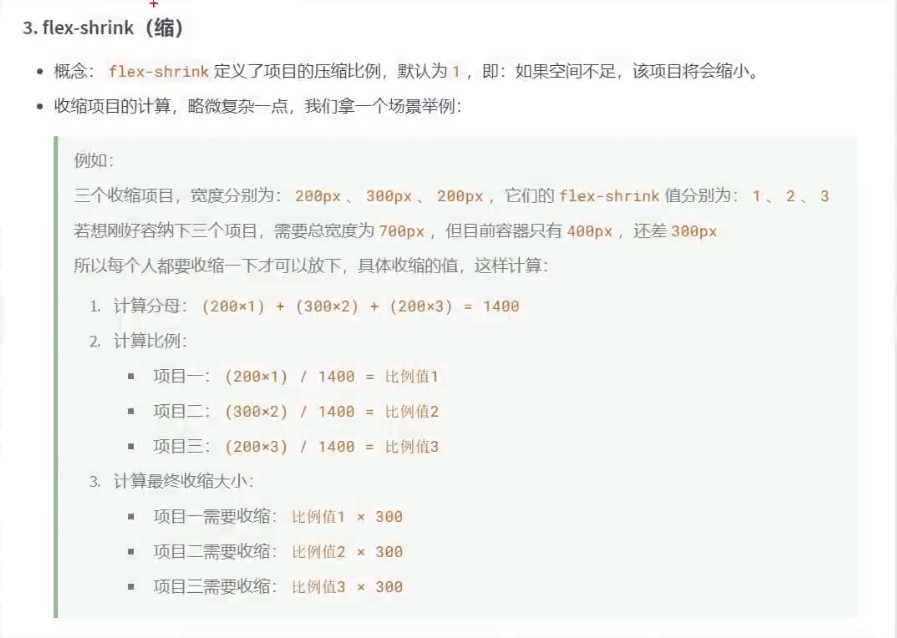 3. flex-shrink（缩）
• 概念： flex-shrink 定义了项目的压缩比例，默认为 1 ，即：如果空间不足，该项目将会缩小。
• 收缩项目的计算，略微复杂一点，我们拿一个场景举例：
例如：
三个收缩项目，宽度分别为： 200px 、 300px 、 200px ，它们的 flex-shrink 值分别为： 1 、 2 、 3
若想刚好容纳下三个项目，需要总宽度为 700px ，但目前容器只有 400px ，还差 300px
所以每个人都要收缩一下才可以放下，具体收缩的值，这样计算：
1. 计算分母： (200×1) + (300×2) + (200×3) = 1400
2. 计算比例：
▪ 项目一： (200×1) / 1400 = 比例值1
▪ 项目二： (300×2) / 1400 = 比例值2
▪ 项目三： (200×3) / 1400 = 比例值3
3. 计算最终收缩大小：
▪ 项目一需要收缩： 比例值1 × 300
▪ 项目二需要收缩： 比例值2 × 300
▪ 项目三需要收缩： 比例值3 × 300